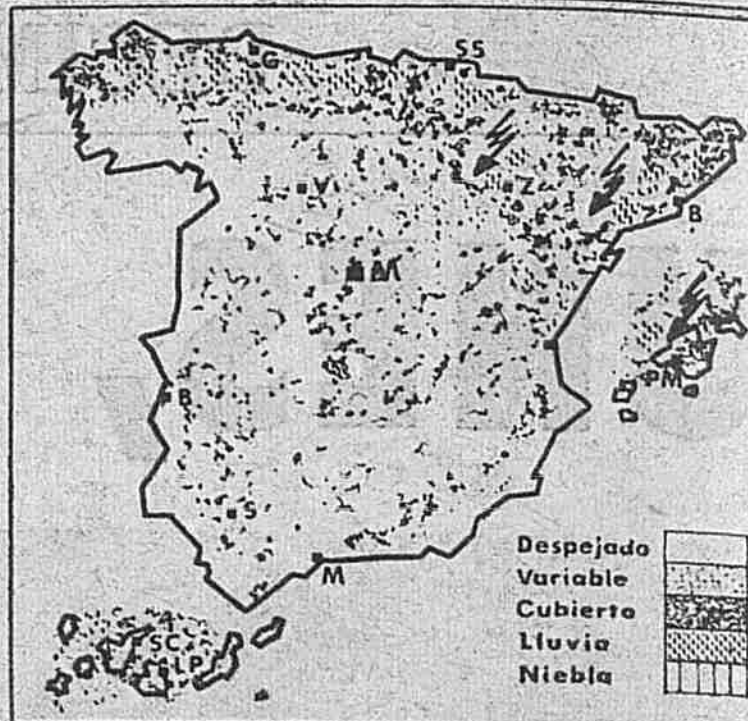 G
SS
V
Z
B
M
PM
B
S
M
SC
LP
Despejado
Variable
Cubierto
Lluvia
Niebla